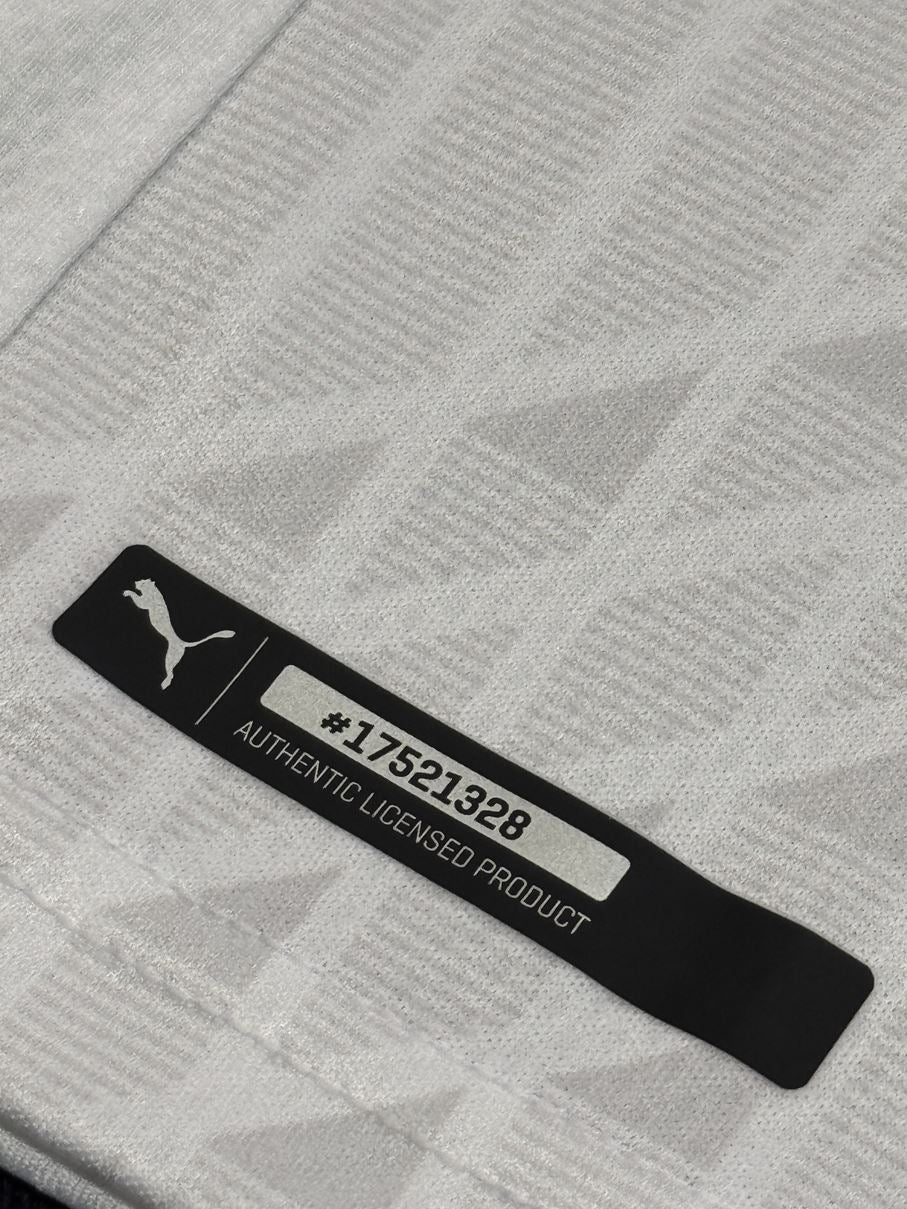 #17521328
AUTHENTIC LICENSED PRODUCT